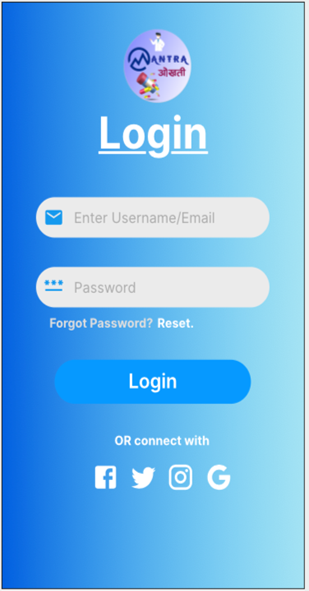 MANTRA
ओखती
Login
Enter Username/Email
Password
Forgot Password? Reset.
Login
OR connect with